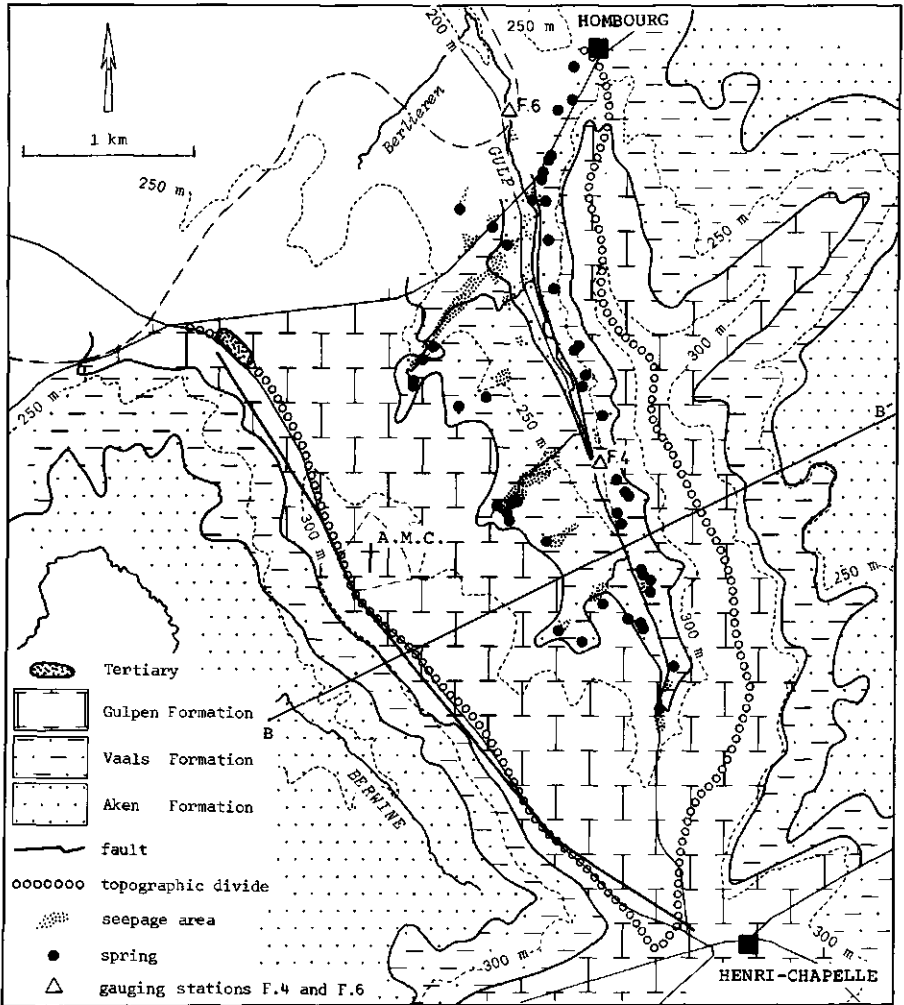 HOMBOURG
250 m
200 m
F.6
Berlieren
GULP
1 km
250 m
250 m
300 m
250 m
250 m
B
F.4
A.M.C.
300 m
250 m
300 m
Tertiary
Gulpen Formation
B
Vaals Formation
BERWINE
Aken Formation
fault
topographic divide
seepage area
spring
300 m
300 m
HENRI-CHAPELLE
gauging stations F.4 and F.6